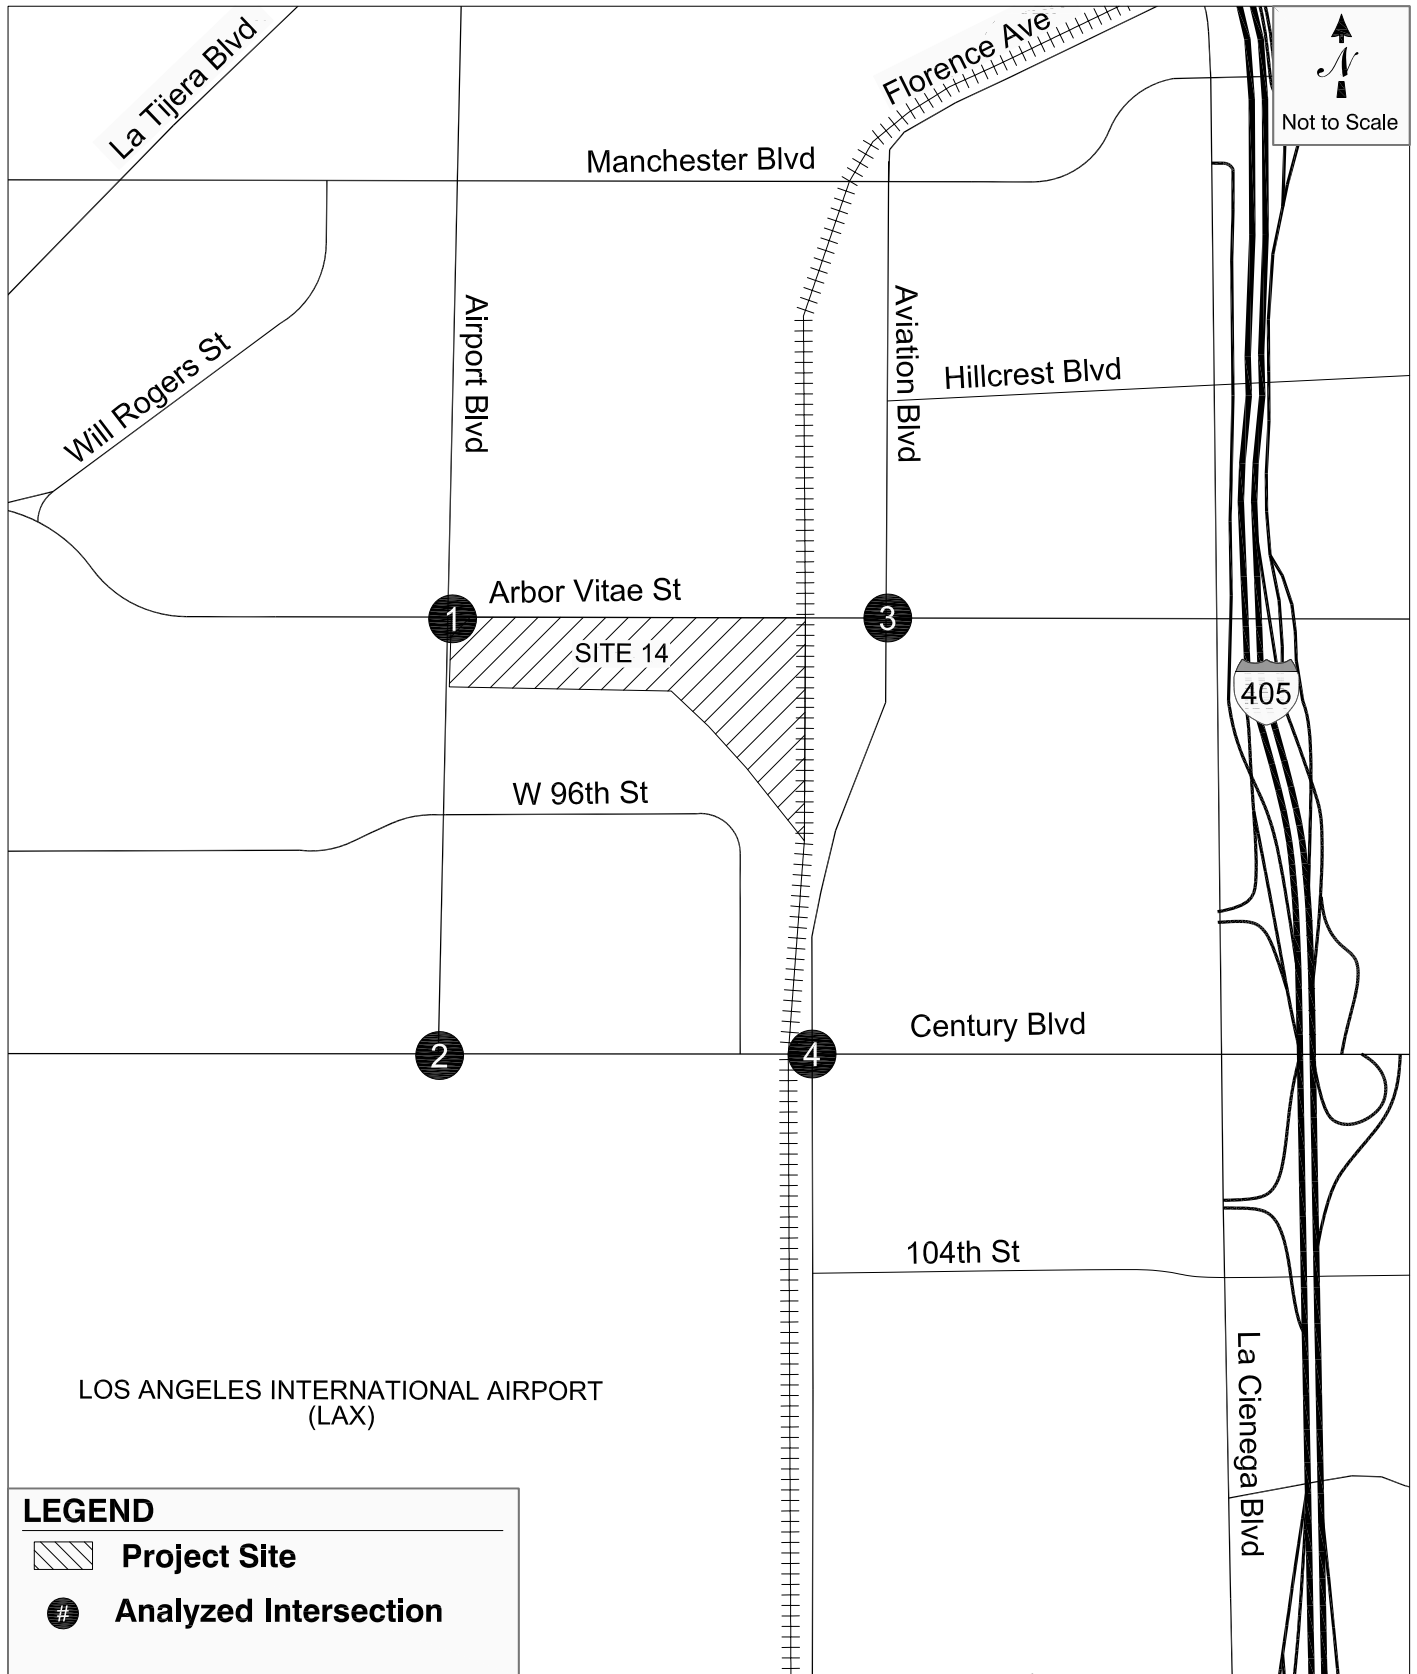 La Tijera Blvd
Florence Ave
N
Not to Scale
Manchester Blvd
Airport Blvd
Aviation Blvd
Will Rogers St
Hillcrest Blvd
Arbor Vitae St
1
3
SITE 14
405
W 96th St
Century Blvd
2
4
104th St
La Cienega Blvd
LOS ANGELES INTERNATIONAL AIRPORT
(LAX)
LEGEND
Project Site
# Analyzed Intersection